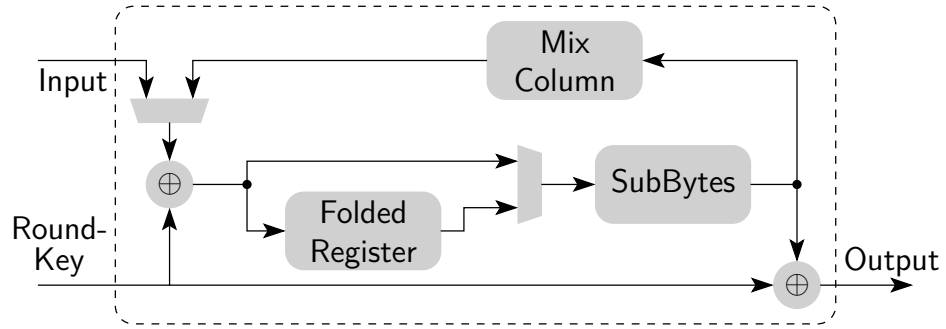 Mix
Column
Input
SubBytes
Folded
Register
Round-
Key
Output